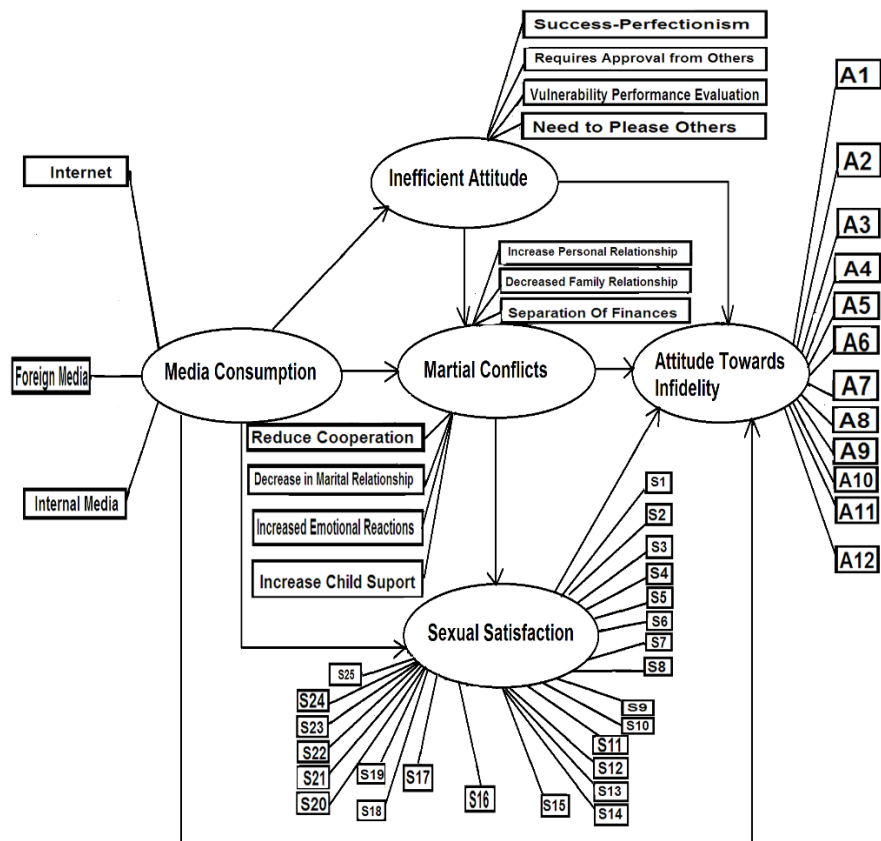 Success-Perfectionism
Requires Approval from Others
Vulnerability Performance Evaluation
Need to Please Others
Inefficient Attitude
Internet
Foreign Media
Internal Media
Media Consumption
Increase Personal Relationship
Decreased Family Relationship
Separation Of Finances
Martial Conflicts
Reduce Cooperation
Decrease in Marital Relationship
Increased Emotional Reactions
Increase Child Suport
Attitude Towards
Infidelity
A1
A2
A3
A4
A5
A6
A7
A8
A9
A10
A11
A12
Sexual Satisfaction
S1
S2
S3
S4
S5
S6
S7
S8
S9
S10
S11
S12
S13
S14
S15
S16
S17
S18
S19
S20
S21
S22
S23
S24
S25